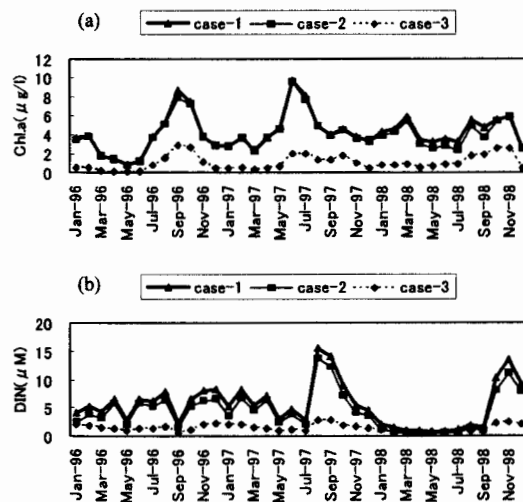 (a)
case-1 case-2 case-3
Chl.a( μ g/l)
12
10
8
6
4
2
0
Jan-96 Mar-96 May-96 Jul-96 Sep-96 Nov-96 Jan-97 Mar-97 May-97 Jul-97 Sep-97 Nov-97 Jan-98 Mar-98 May-98 Jul-98 Sep-98 Nov-98
(b)
case-1 case-2 case-3
DIN( μ M)
20
15
10
5
0
Jan-96 Mar-96 May-96 Jul-96 Sep-96 Nov-96 Jan-97 Mar-97 May-97 Jul-97 Sep-97 Nov-97 Jan-98 Mar-98 May-98 Jul-98 Sep-98 Nov-98